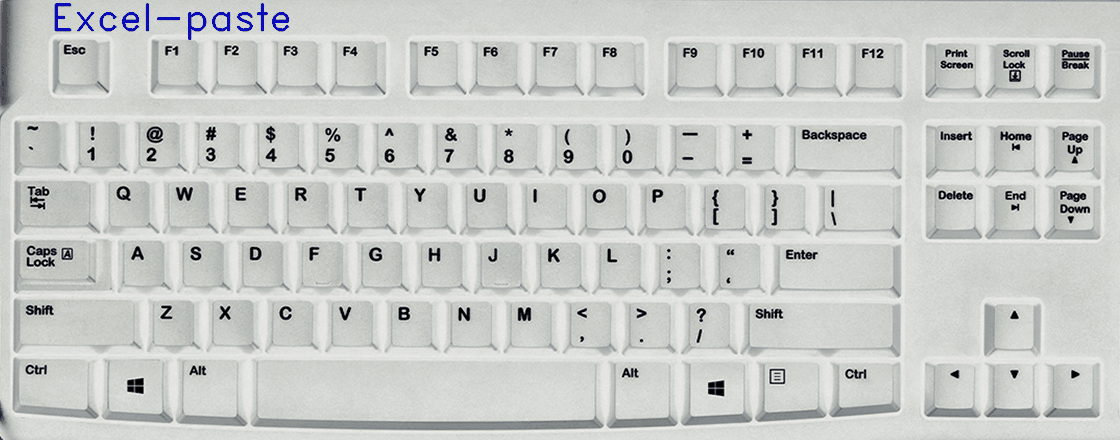 Excel-paste
Esc F1 F2 F3 F4 F5 F6 F7 F8 F9 F10 F11 F12 Print Screen Scroll Lock Pause Break
~ ` ! 1 @ 2 # 3 $ 4 % 5 ^ 6 & 7 * 8 ( 9 ) 0 — - + = Backspace Insert Home Page Up
Tab Q W E R T Y U I O P { [ } ] | \ Delete End Page Down
Caps Lock A A S D F G H J K L : ; “ ‘ Enter
Shift Z X C V B N M < , > . ? / Shift
Ctrl Alt Alt Ctrl